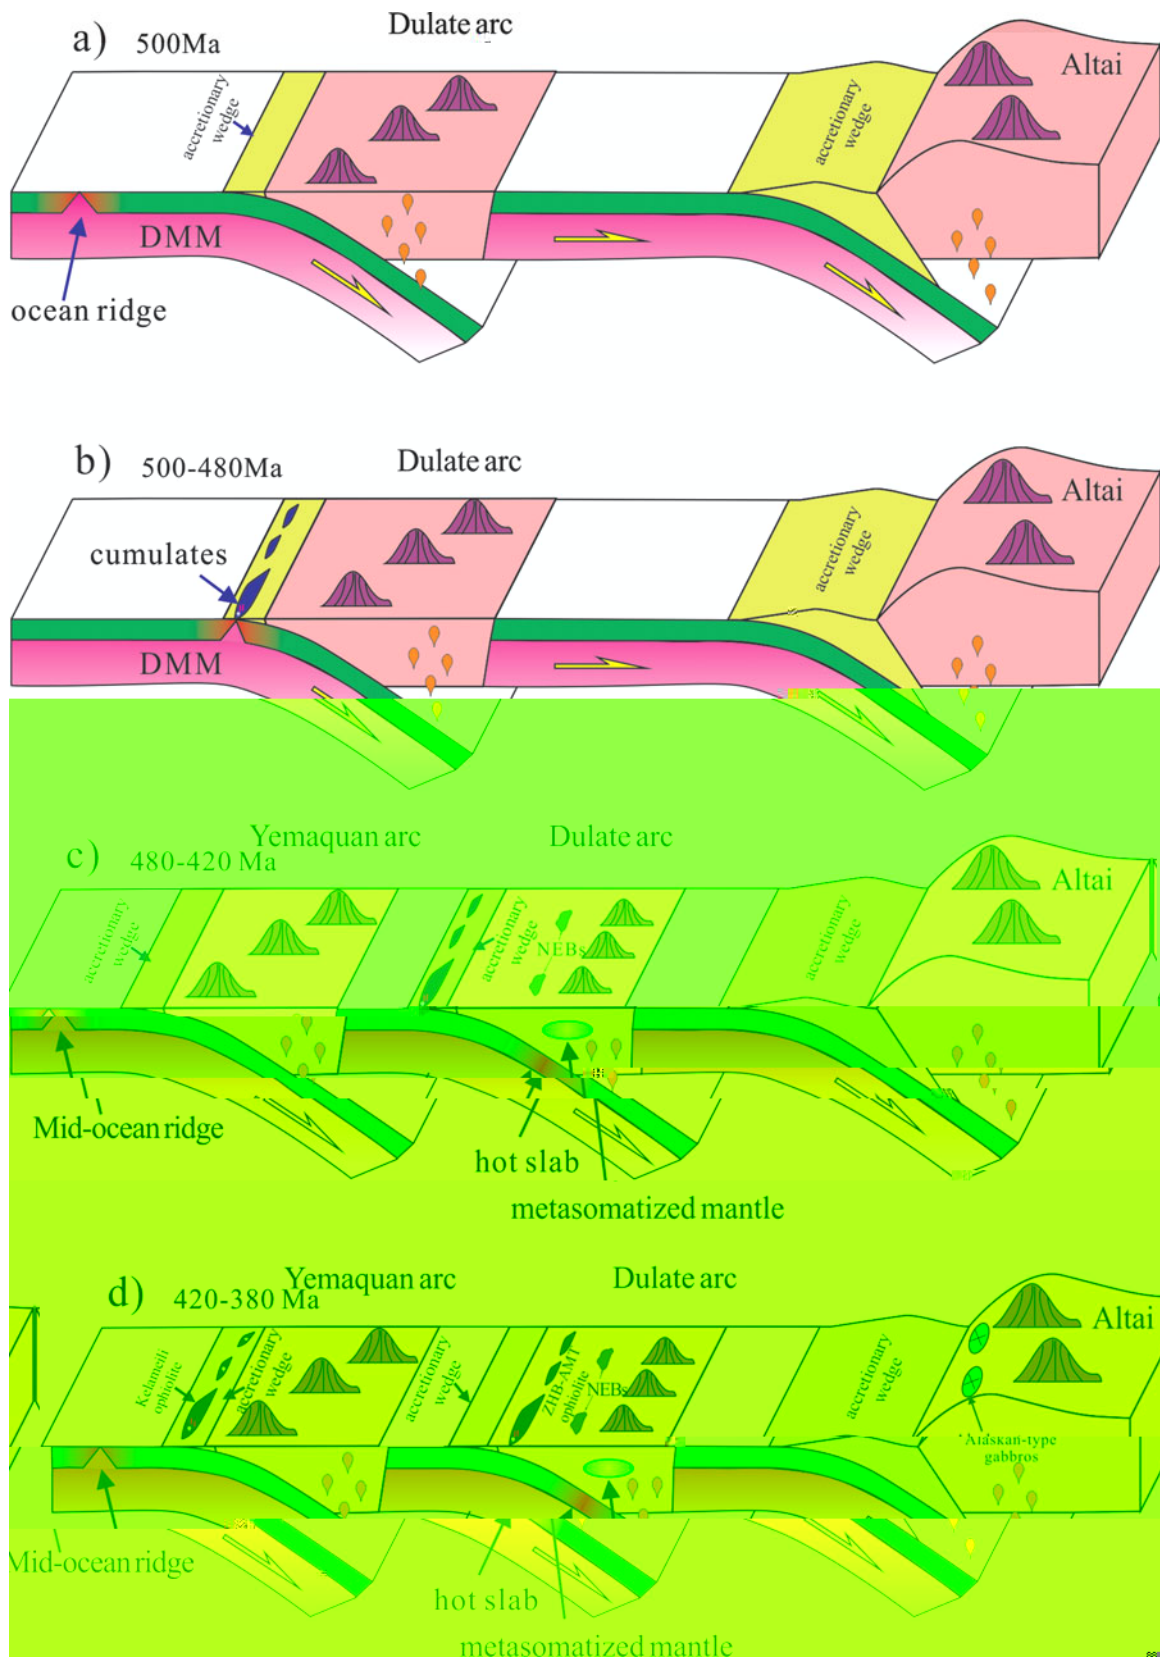 a)
500Ma
Dulate arc
Altai
accretionary
wedge
accretionary
wedge
DMM
ocean ridge
b)
500-480Ma
Dulate arc
Altai
cumulates
accretionary
wedge
DMM
Yemaquan arc
Dulate arc
c)
480-420 Ma
Altai
accretionary
wedge
accretionary
wedge
NEBs
accretionary
wedge
Mid-ocean ridge
hot slab
metasomatized mantle
Yemaquan arc
Dulate arc
d)
420-380 Ma
Altai
Kelameili
ophiolite
accretionary
wedge
accretionary
wedge
ZHB-AMT
ophiolite
NEBs
accretionary
wedge
Alaskan-type
gabbros
Mid-ocean ridge
hot slab
metasomatized mantle